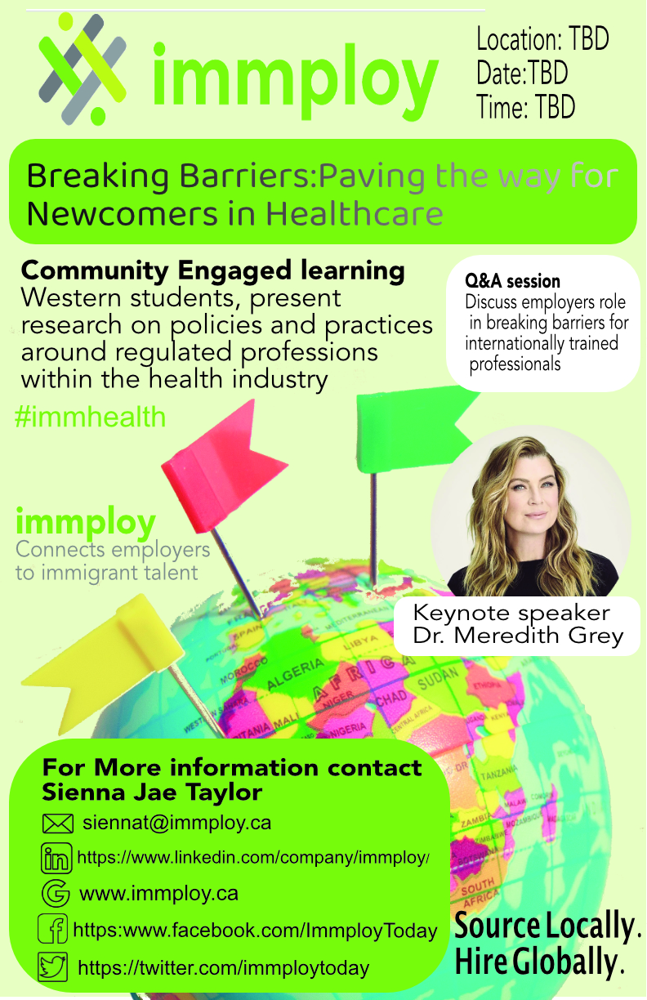 immploy
Location: TBD
Date:TBD
Time: TBD
Breaking Barriers:Paving the way for
Newcomers in Healthcare
Community Engaged learning
Western students, present
research on policies and practices
around regulated professions
within the health industry
#immhealth
Q&A session
Discuss employers role
in breaking barriers for
internationally trained
professionals
immploy
Connects employers
to immigrant talent
Keynote speaker
Dr. Meredith Grey
SPAIN
PORTUGAL
MEDITERRANEAN
MOROCCO
ALGERIA
LIBYA
AFRICA
MALI
NIGER
CHAD
SUDAN
ETHIOPIA
NIGERIA
CENTRAL AFRICA
KENYA
TANZANIA
MALAWI
ZAMBIA
MOZAMBIQUE
ZIMBABWE
BOTSWANA
SOUTH
AFRICA
For More information contact
Sienna Jae Taylor
siennat@immploy.ca
https://www.linkedin.com/company/immploy/
www.immploy.ca
https:www.facebook.com/ImmployToday
https://twitter.com/immploytoday
Source Locally.
Hire Globally.